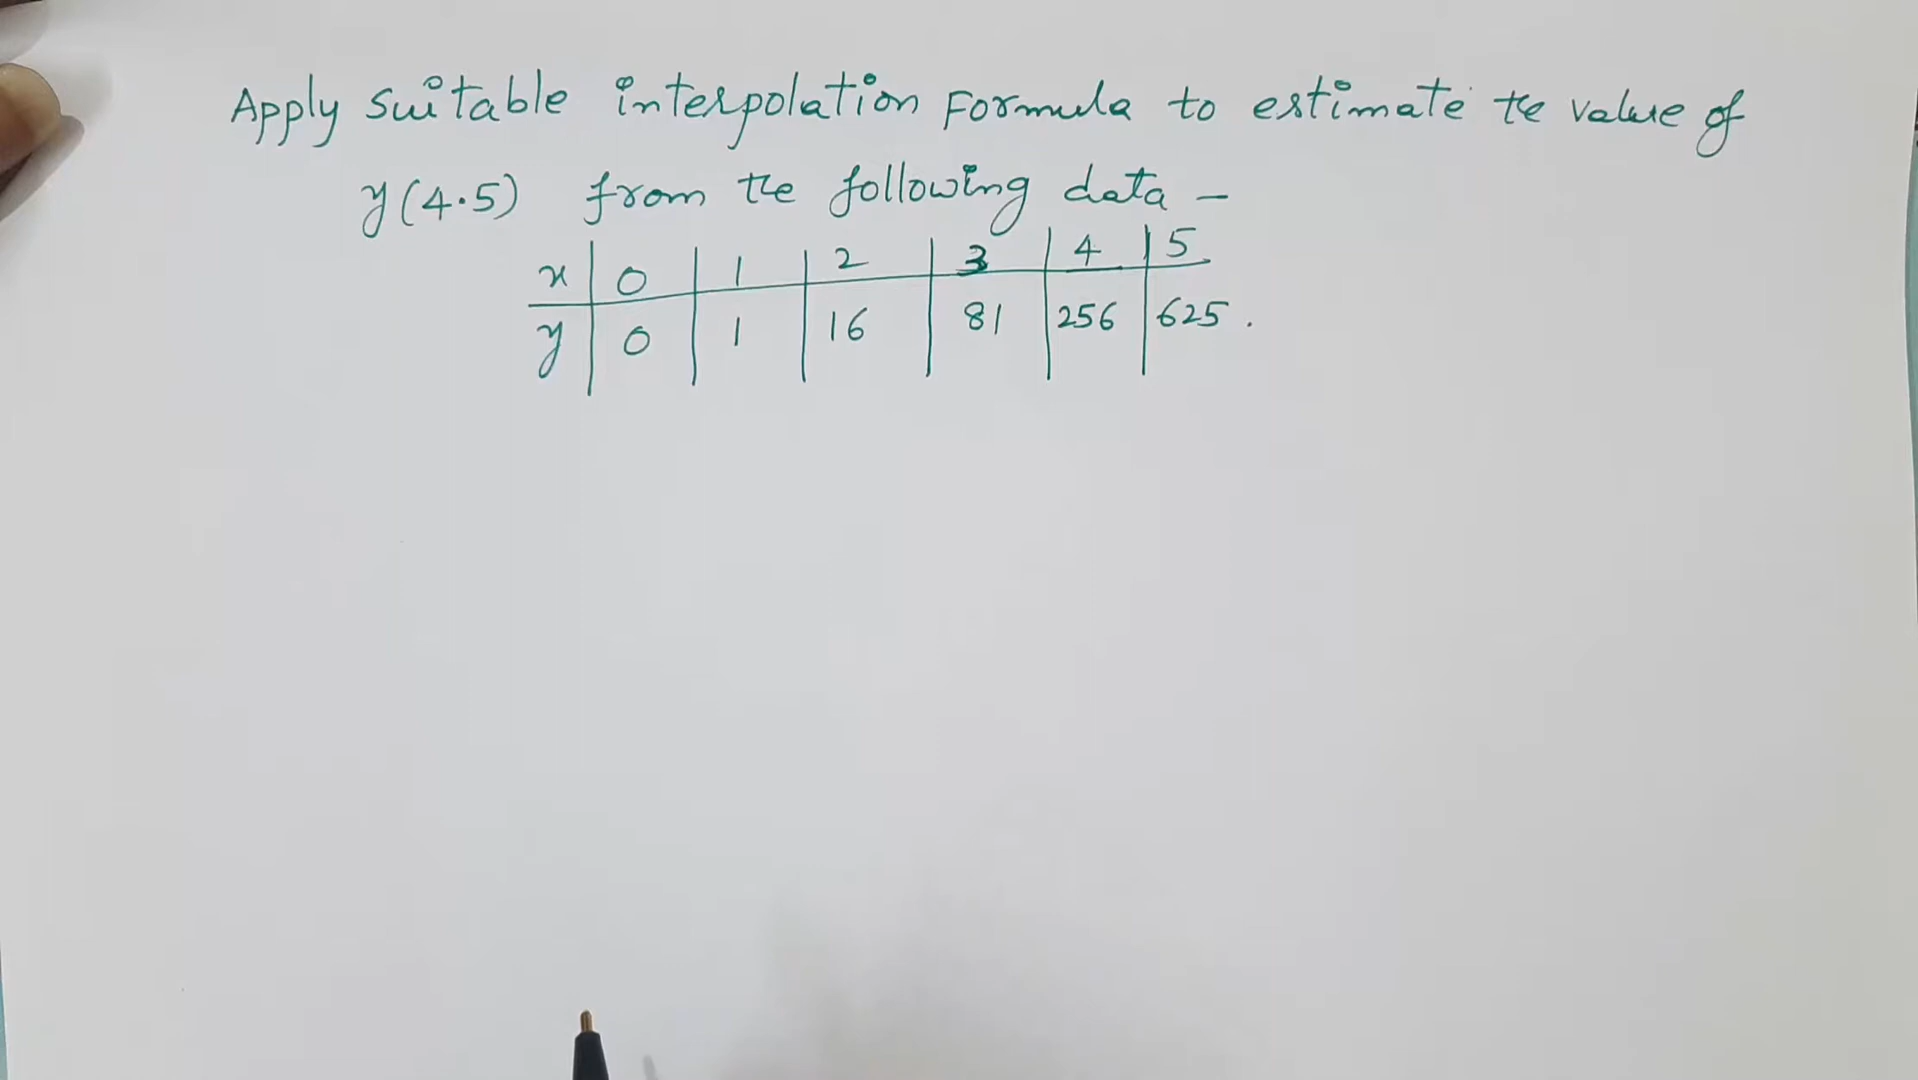 Apply suitable interpolation Formula to estimate the value of
y(4.5) from the following data –
x | 0 | 1 | 2 | 3 | 4 | 5
y | 0 | 1 | 16 | 81 | 256 | 625 .